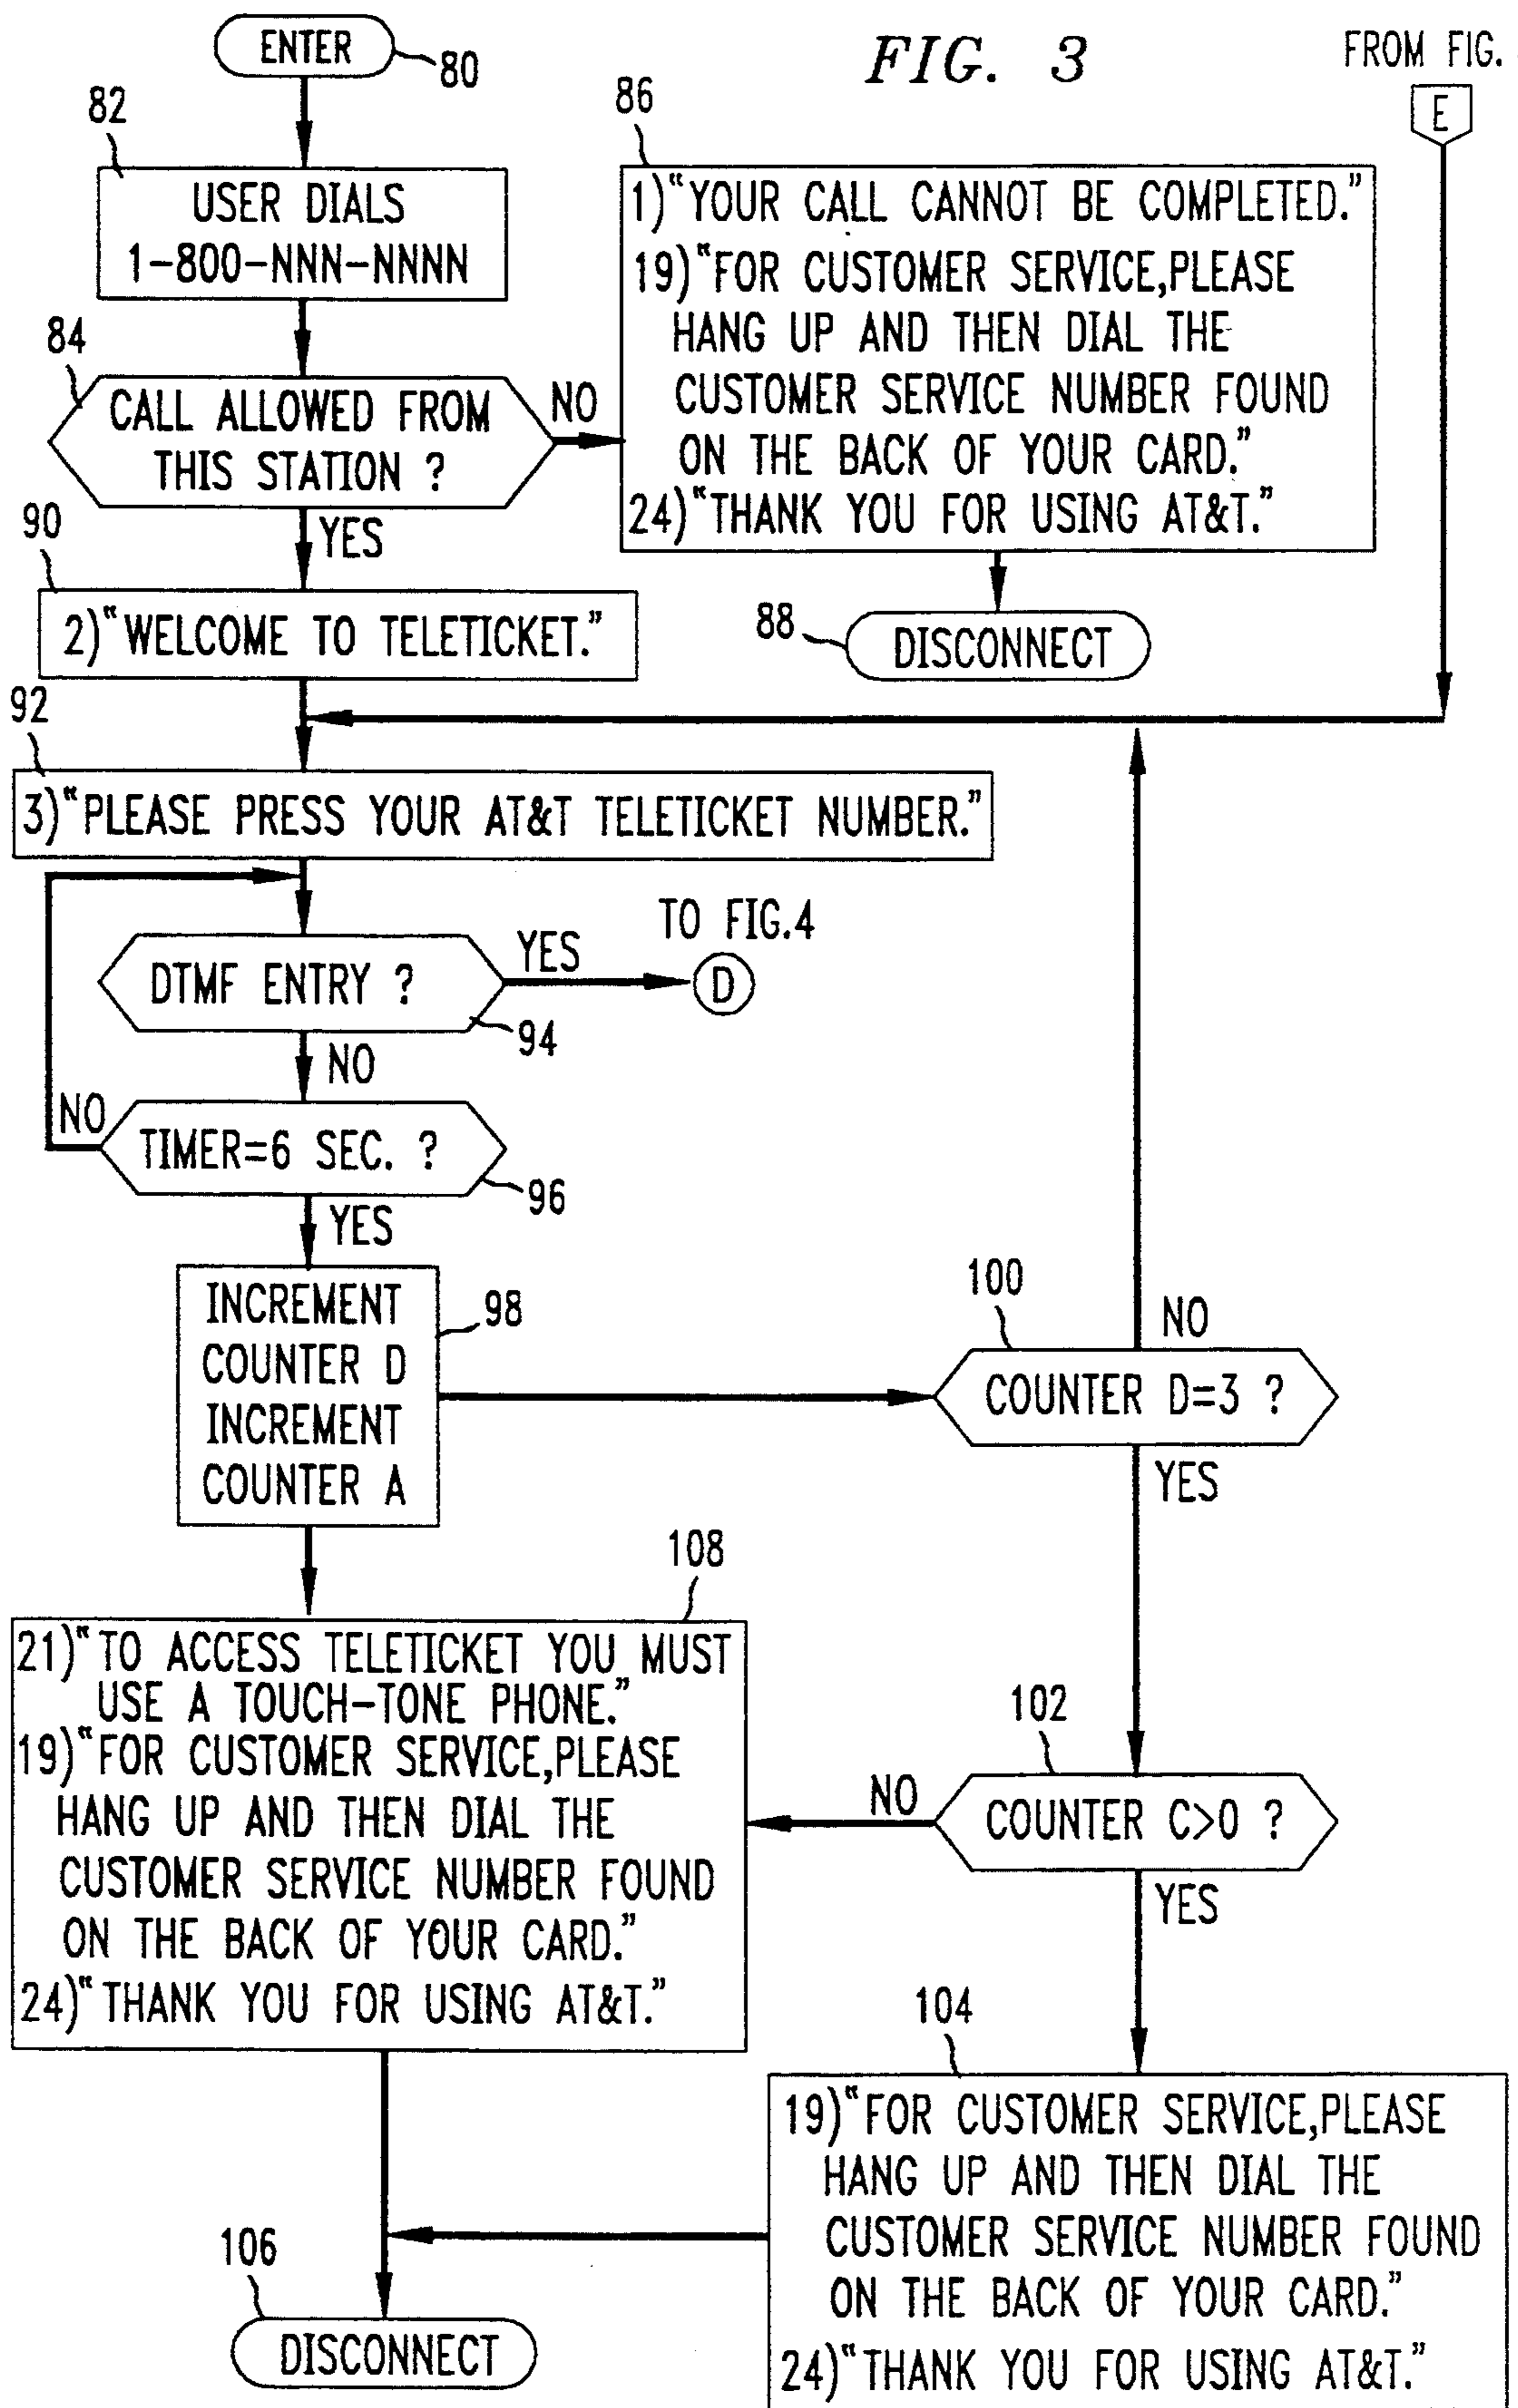 FIG. 3
FROM FIG.
E
ENTER
80
82
USER DIALS
1-800-NNN-NNNN
84
CALL ALLOWED FROM
THIS STATION ?
NO
YES
86
1)"YOUR CALL CANNOT BE COMPLETED."
19)"FOR CUSTOMER SERVICE,PLEASE
HANG UP AND THEN DIAL THE
CUSTOMER SERVICE NUMBER FOUND
ON THE BACK OF YOUR CARD."
24)"THANK YOU FOR USING AT&T."
88
DISCONNECT
90
2)"WELCOME TO TELETICKET."
92
3)"PLEASE PRESS YOUR AT&T TELETICKET NUMBER."
DTMF ENTRY ?
94
YES
TO FIG.4
D
NO
TIMER=6 SEC. ?
96
NO
YES
INCREMENT
COUNTER D
INCREMENT
COUNTER A
98
100
COUNTER D=3 ?
NO
YES
102
COUNTER C>0 ?
NO
YES
108
21)"TO ACCESS TELETICKET YOU MUST
USE A TOUCH-TONE PHONE."
19)"FOR CUSTOMER SERVICE,PLEASE
HANG UP AND THEN DIAL THE
CUSTOMER SERVICE NUMBER FOUND
ON THE BACK OF YOUR CARD."
24)"THANK YOU FOR USING AT&T."
104
19)"FOR CUSTOMER SERVICE,PLEASE
HANG UP AND THEN DIAL THE
CUSTOMER SERVICE NUMBER FOUND
ON THE BACK OF YOUR CARD."
24)"THANK YOU FOR USING AT&T."
106
DISCONNECT